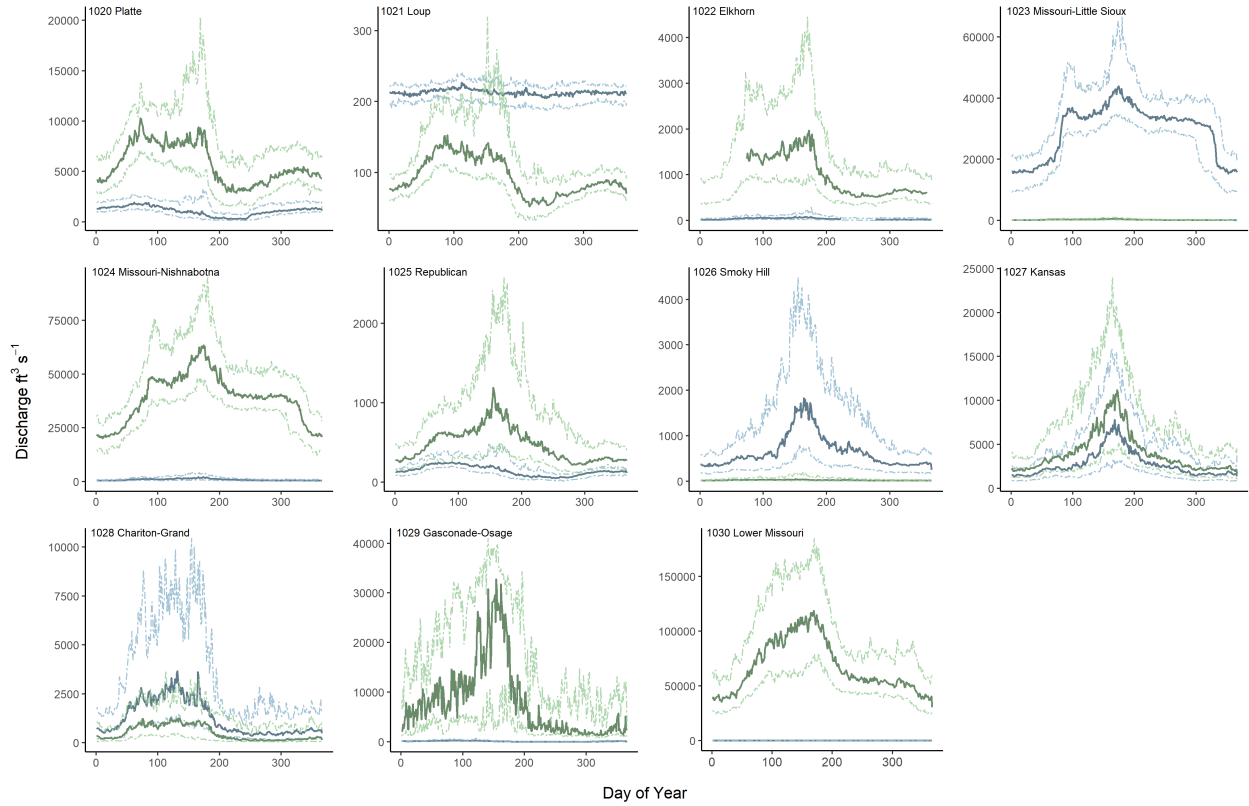 1020 Platte
20000
15000
10000
5000
0
0 100 200 300
1021 Loup
300
200
100
0 100 200 300
1022 Elkhorn
4000
3000
2000
1000
0
0 100 200 300
1023 Missouri-Little Sioux
60000
40000
20000
0
0 100 200 300
1024 Missouri-Nishnabotna
75000
50000
25000
0
0 100 200 300
1025 Republican
2000
1000
0
0 100 200 300
1026 Smoky Hill
4000
3000
2000
1000
0
0 100 200 300
1027 Kansas
25000
20000
15000
10000
5000
0
0 100 200 300
1028 Chariton-Grand
10000
7500
5000
2500
0
0 100 200 300
1029 Gasconade-Osage
40000
30000
20000
10000
0
0 100 200 300
1030 Lower Missouri
150000
100000
50000
0
0 100 200 300
Discharge ft³ s⁻¹
Day of Year